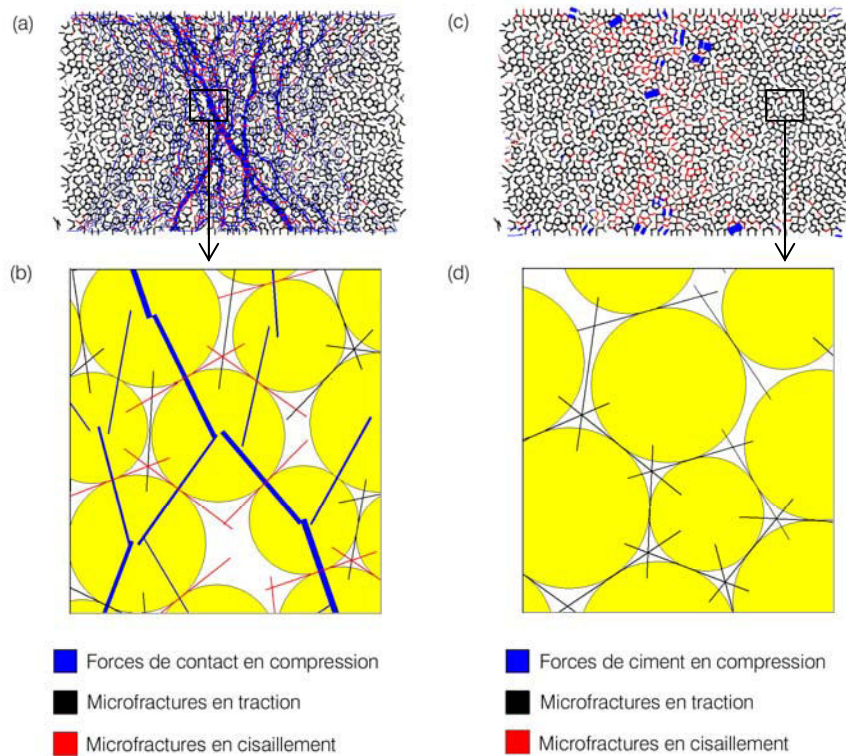 (a)
(c)
(b)
(d)
Forces de contact en compression
Microfractures en traction
Microfractures en cisaillement
Forces de ciment en compression
Microfractures en traction
Microfractures en cisaillement